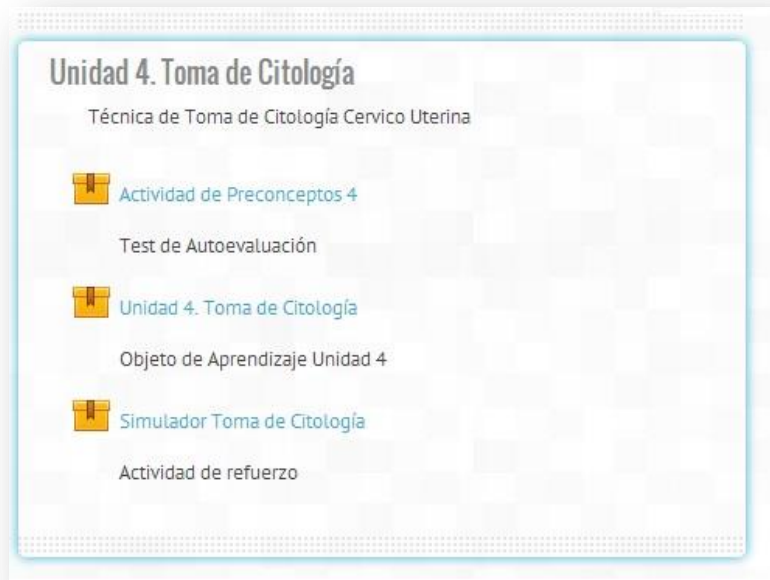 Unidad 4. Toma de Citología
Técnica de Toma de Citología Cervico Uterina
Actividad de Preconceptos 4
Test de Autoevaluación
Unidad 4. Toma de Citología
Objeto de Aprendizaje Unidad 4
Simulador Toma de Citología
Actividad de refuerzo